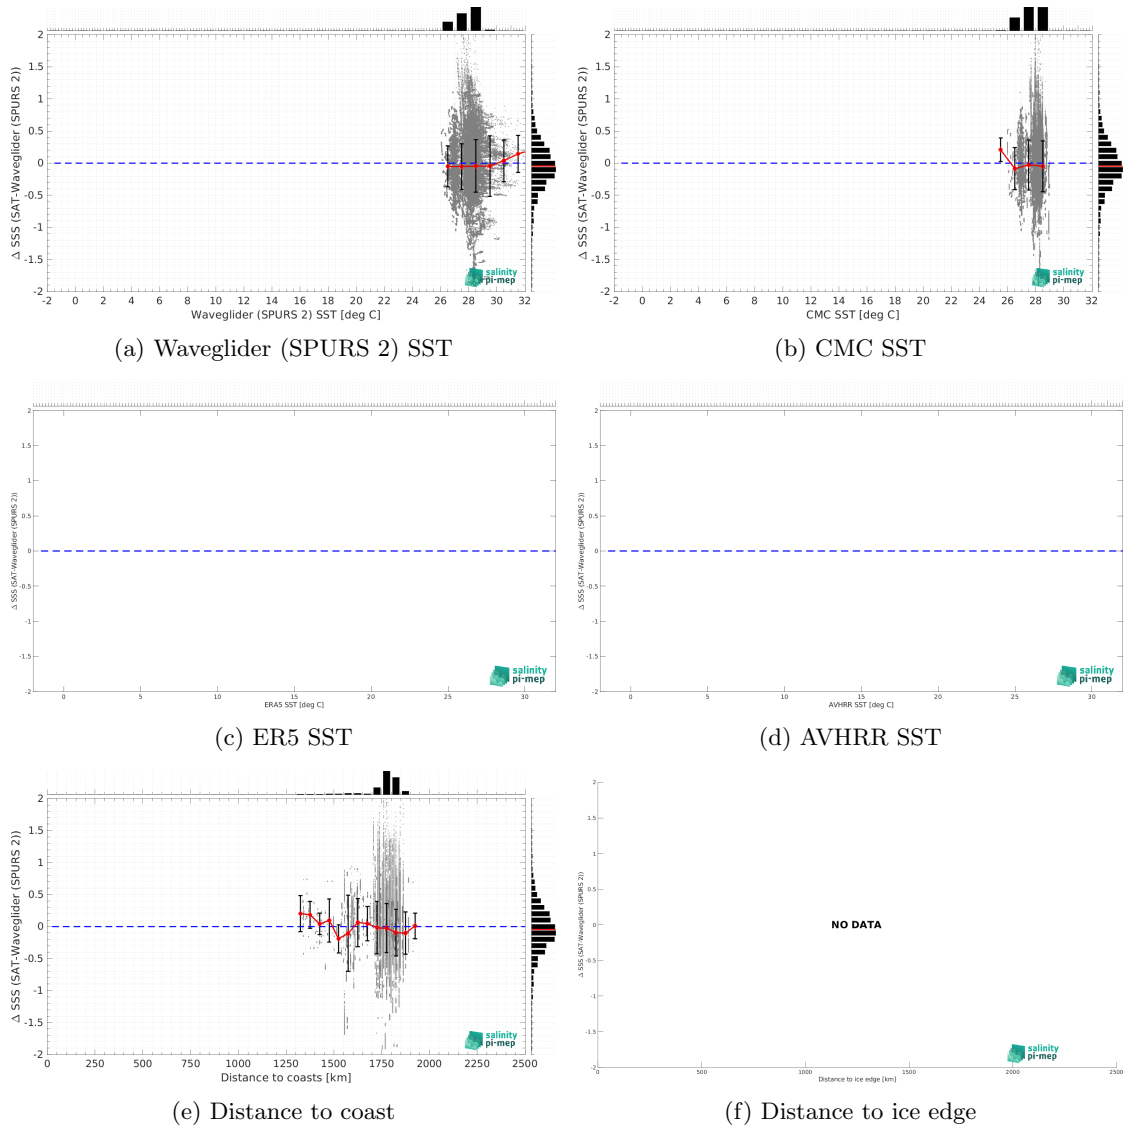 2
1.5
1
0.5
0
-0.5
-1
-1.5
-2
Δ SSS (SAT-Waveglider (SPURS 2))
salinity
pi-mep
-2 0 2 4 6 8 10 12 14 16 18 20 22 24 26 28 30 32
Waveglider (SPURS 2) SST [deg C]
(a) Waveglider (SPURS 2) SST
2
1.5
1
0.5
0
-0.5
-1
-1.5
-2
Δ SSS (SAT-Waveglider (SPURS 2))
salinity
pi-mep
-2 0 2 4 6 8 10 12 14 16 18 20 22 24 26 28 30 32
CMC SST [deg C]
(b) CMC SST
2
1.5
1
0.5
0
-0.5
-1
-1.5
-2
Δ SSS (SAT-Waveglider (SPURS 2))
salinity
pi-mep
0 5 10 15 20 25 30
ERA5 SST [deg C]
(c) ER5 SST
2
1.5
1
0.5
0
-0.5
-1
-1.5
-2
Δ SSS (SAT-Waveglider (SPURS 2))
salinity
pi-mep
0 5 10 15 20 25 30
AVHRR SST [deg C]
(d) AVHRR SST
2
1.5
1
0.5
0
-0.5
-1
-1.5
-2
Δ SSS (SAT-Waveglider (SPURS 2))
salinity
pi-mep
0 250 500 750 1000 1250 1500 1750 2000 2250 2500
Distance to coasts [km]
(e) Distance to coast
2
1.5
1
0.5
0
-0.5
-1
-1.5
-2
Δ SSS (SAT-Waveglider (SPURS 2))
NO DATA
salinity
pi-mep
0 500 1000 1500 2000 2500
Distance to ice edge [km]
(f) Distance to ice edge